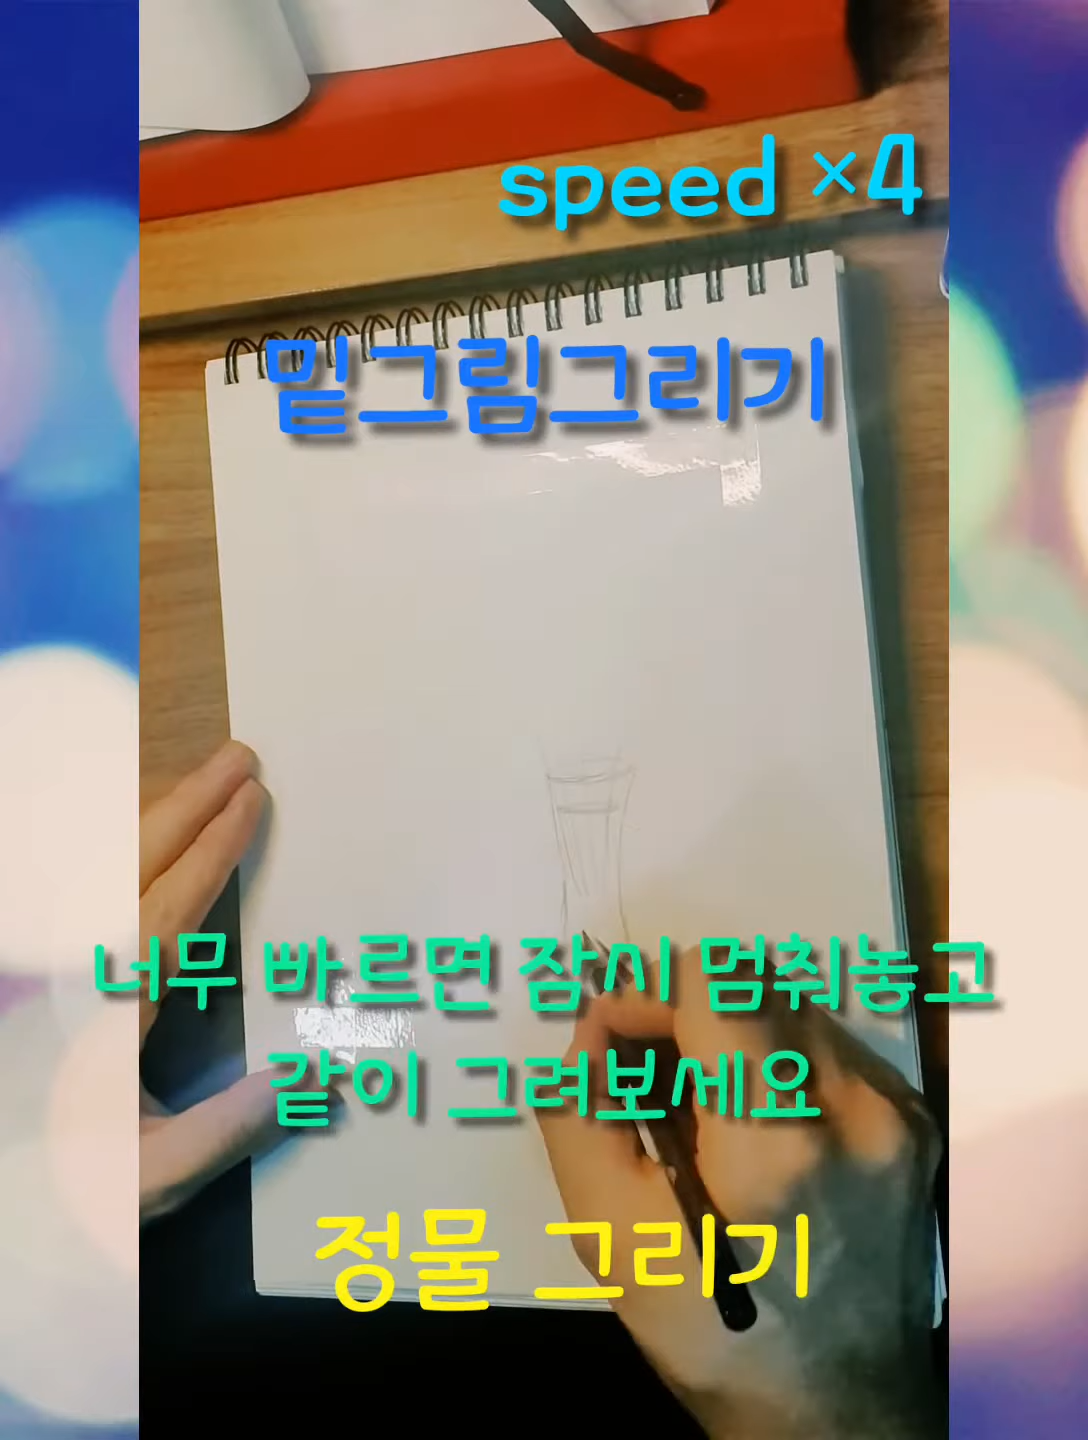 speed ×4
밑그림그리기
너무 빠르면 잠시 멈춰놓고
같이 그려보세요
정물 그리기